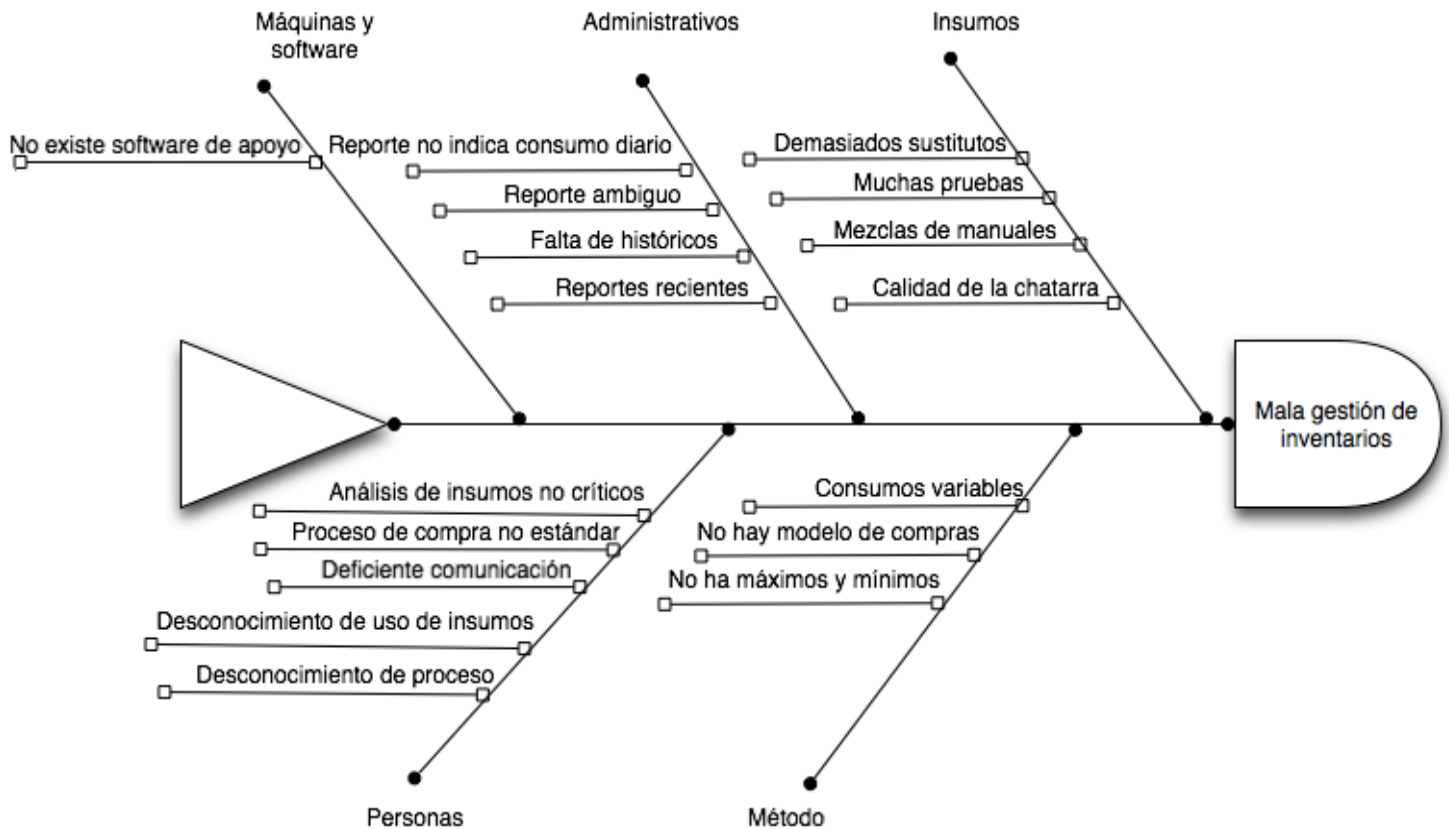 Máquinas y
software
Administrativos
Insumos
No existe software de apoyo
Reporte no indica consumo diario
Reporte ambiguo
Falta de históricos
Reportes recientes
Demasiados sustitutos
Muchas pruebas
Mezclas de manuales
Calidad de la chatarra
Mala gestión de
inventarios
Análisis de insumos no críticos
Proceso de compra no estándar
Deficiente comunicación
Desconocimiento de uso de insumos
Desconocimiento de proceso
Consumos variables
No hay modelo de compras
No ha máximos y mínimos
Personas
Método